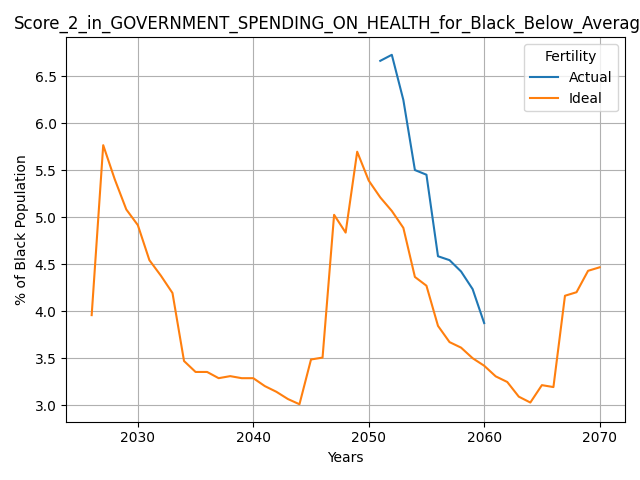 Score_2_in_GOVERNMENT_SPENDING_ON_HEALTH_for_Black_Below_Averag
Fertility
Actual
Ideal
% of Black Population
6.5
6.0
5.5
5.0
4.5
4.0
3.5
3.0
2030 2040 2050 2060 2070
Years